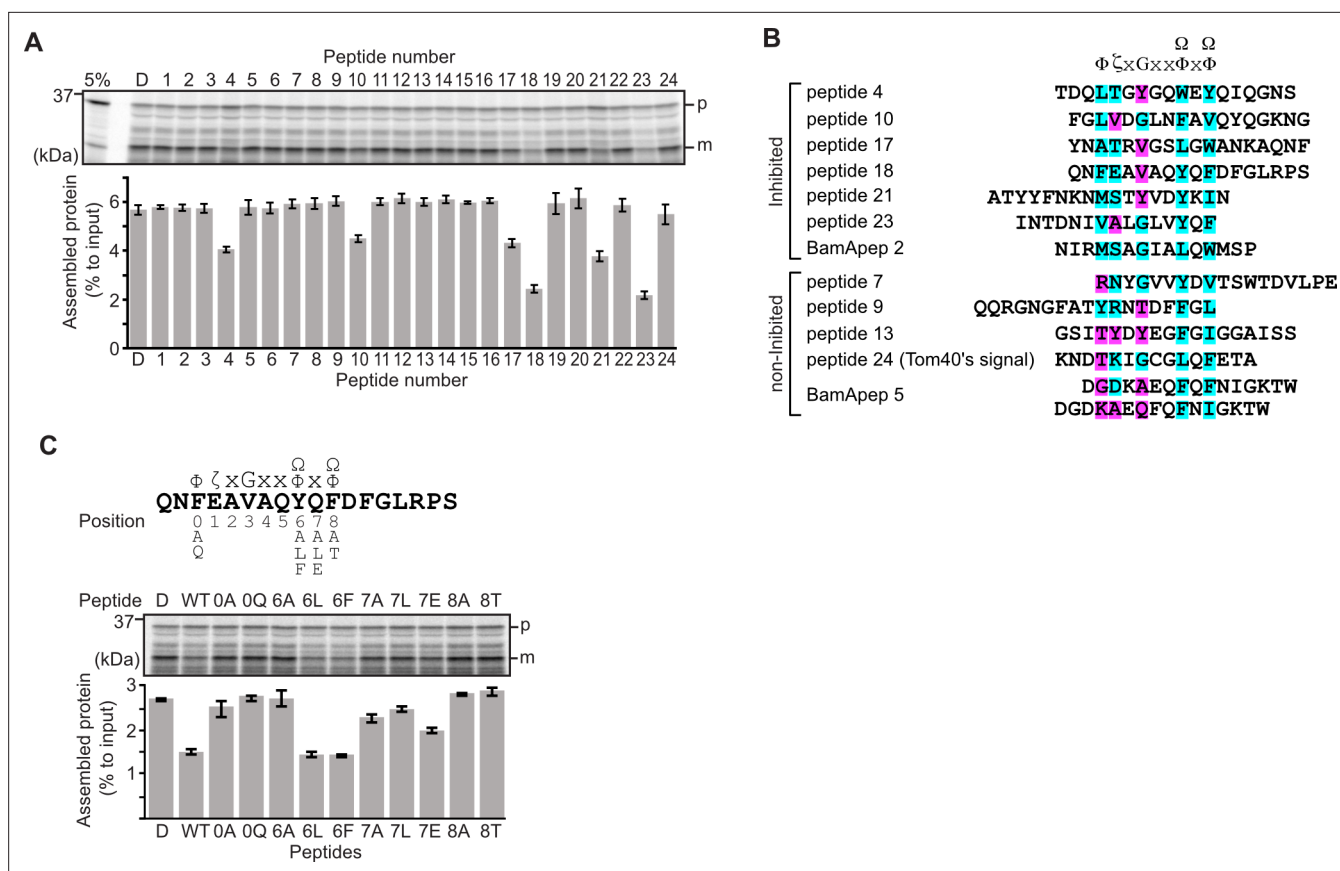 A
Peptide number
5% D 1 2 3 4 5 6 7 8 9 10 11 12 13 14 15 16 17 18 19 20 21 22 23 24
37
p
(kDa)
m
Assembled protein
(% to input)
6
4
2
0
D 1 2 3 4 5 6 7 8 9 10 11 12 13 14 15 16 17 18 19 20 21 22 23 24
Peptide number
B
Ω Ω
ΦζxGxxΦxΦ
Inhibited
peptide 4 TDQLTGYGQWEYQIQGNS
peptide 10 FGLVDGLNFAVQYQGKNG
peptide 17 YNATRVGSLGWANKAQNF
peptide 18 QNFEAVAQYQFDFGLRPS
peptide 21 ATYYFNKNMSTYVDYKIN
peptide 23 INTDNIVALGLVYQF
BamApep 2 NIRMSAGIALQWMSP
non-Inibited
peptide 7 RNYGVVYDVTSWTDVLPE
peptide 9 QQRGNGFATYRNTDFFGL
peptide 13 GSITYDYEGFGIGGAISS
peptide 24 (Tom40's signal) KNDTKIGCGLQFETA
BamApep 5 DGDKAEQFQFNIGKTW
DGDKAEQFQFNIGKTW
C
Ω Ω
ΦζxGxxΦxΦ
QNFEAVAQYQFDFGLRPS
Position 0 1 2 3 4 5 6 7 8
A A A A
Q L L T
F E
Peptide D WT 0A 0Q 6A 6L 6F 7A 7L 7E 8A 8T
37
p
(kDa)
m
Assembled protein
(% to input)
3
2
1
D WT 0A 0Q 6A 6L 6F 7A 7L 7E 8A 8T
Peptides